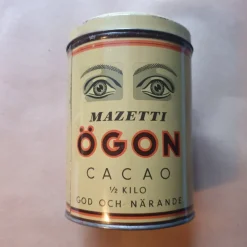 MAZETTI
ÖGON
CACAO
½ KILO
GOD OCH NÄRANDE